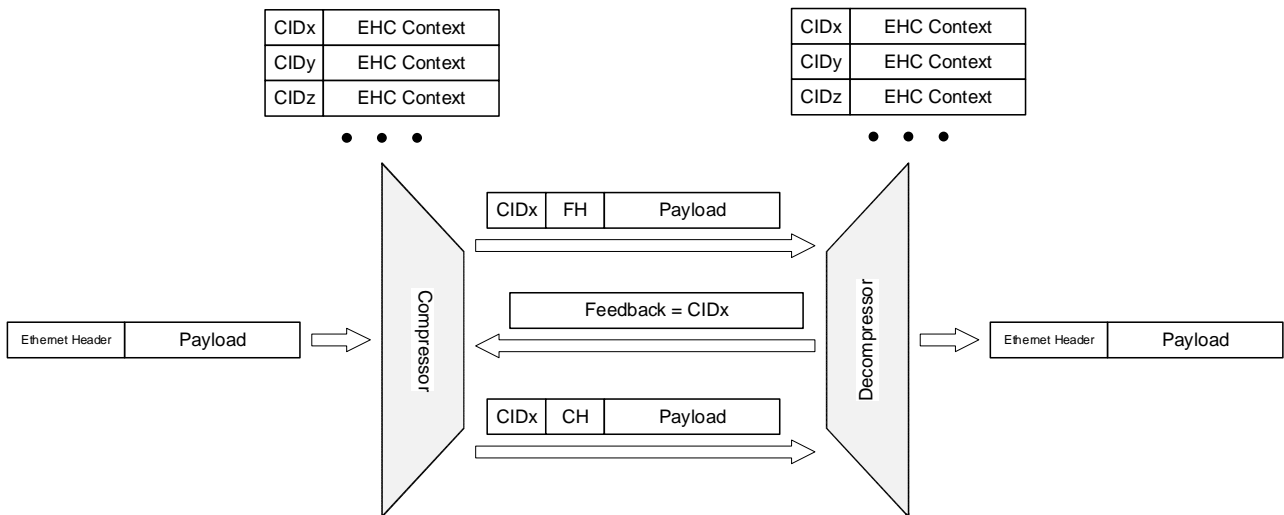 CIDx EHC Context
CIDy EHC Context
CIDz EHC Context
CIDx EHC Context
CIDy EHC Context
CIDz EHC Context
CIDx FH Payload
Feedback = CIDx
CIDx CH Payload
Compressor
Decompressor
Ethernet Header Payload
Ethernet Header Payload